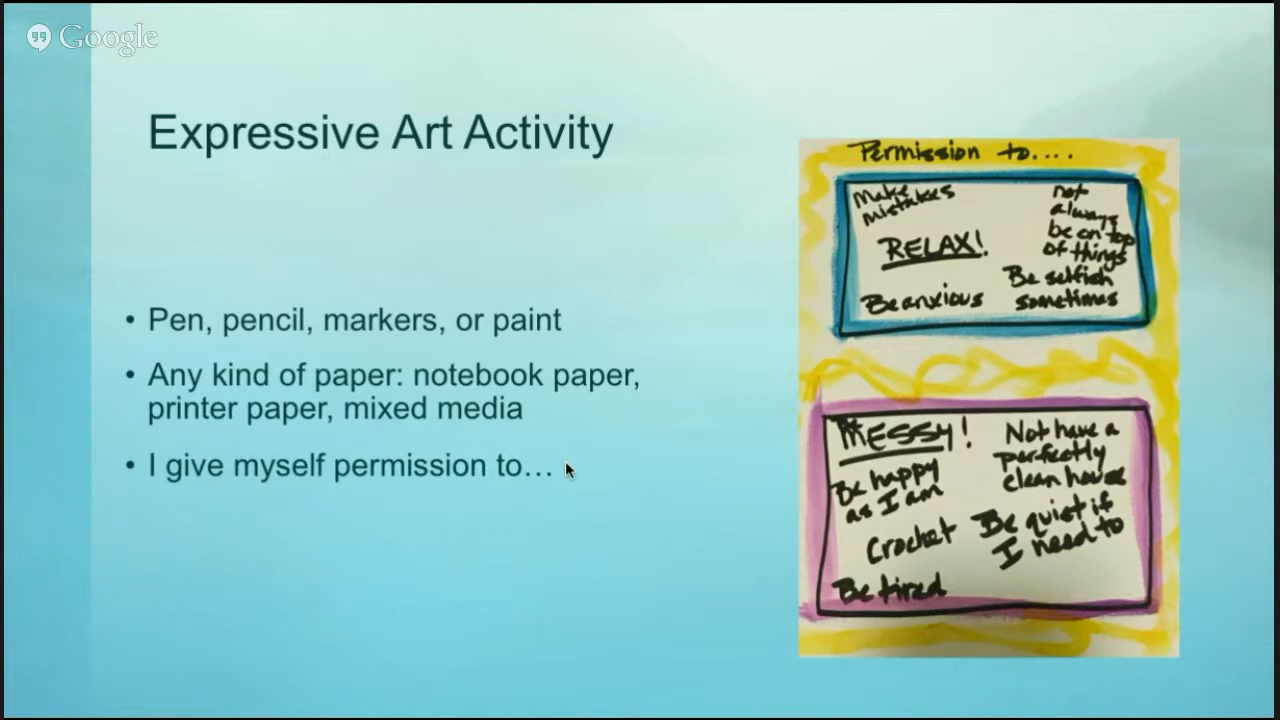 Google
Expressive Art Activity
• Pen, pencil, markers, or paint
• Any kind of paper: notebook paper,
printer paper, mixed media
• I give myself permission to...
Permission to....
Make
mistakes
RELAX!
Be anxious
not
always
be on top
of things
Be selfish
sometimes
Be
MESSY!
Be happy
as I am
Crochet
Be tired
Not have a
perfectly
clean house
Be quiet if
I need to